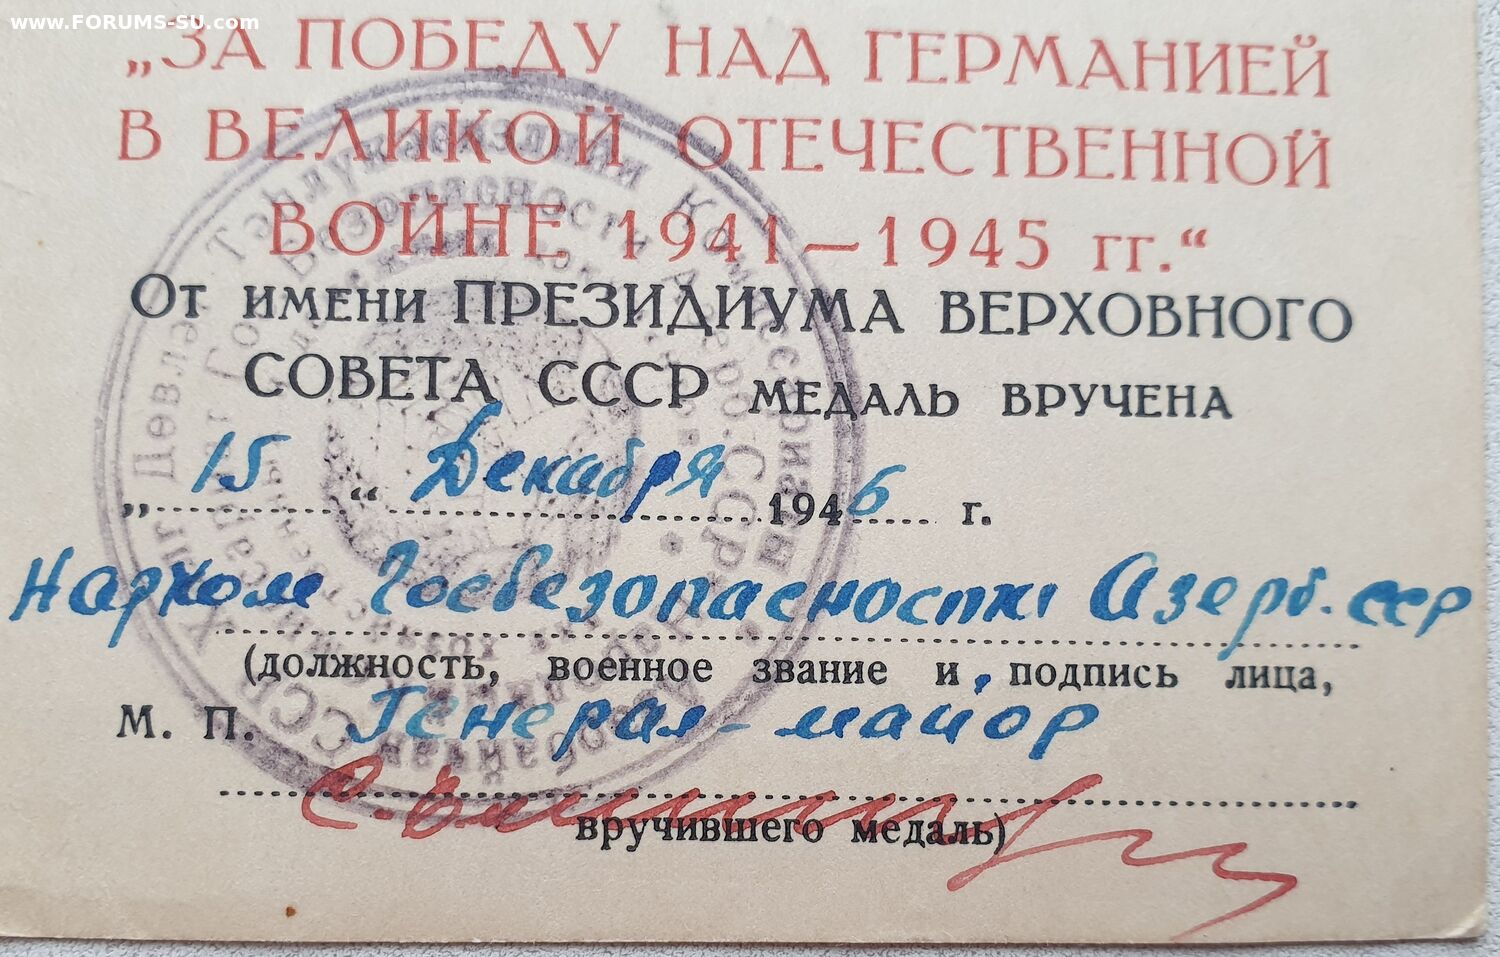 www.FORUMS-SU.com
„ЗА ПОБЕДУ НАД ГЕРМАНИЕЙ
В ВЕЛИКОЙ ОТЕЧЕСТВЕННОЙ
ВОЙНЕ 1941—1945 гг.“
От имени ПРЕЗИДИУМА ВЕРХОВНОГО
СОВЕТА СССР медаль вручена
„15“ Декабря 1946 г.
Нарком Госбезопасности Азерб. ССР
(должность, военное звание и подпись лица,
М. П. Генерал-майор
вручившего медаль)